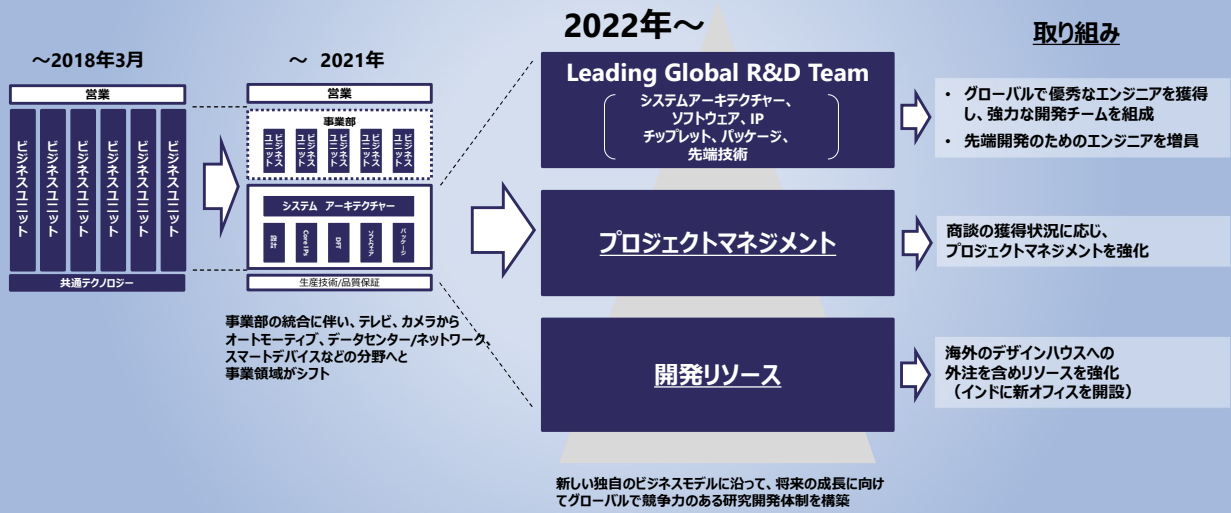 ～2018年3月
営業
ビジネスユニット
ビジネスユニット
ビジネスユニット
ビジネスユニット
ビジネスユニット
ビジネスユニット
共通テクノロジー
～ 2021年
営業
事業部
ビジネス
ユニット
ビジネス
ユニット
ビジネス
ユニット
ビジネス
ユニット
ビジネス
ユニット
システム アーキテクチャー
設計
Core IPs
DFT
ソフトウェア
パッケージ
生産技術/品質保証
事業部の統合に伴い、テレビ、カメラから
オートモーティブ、データセンター/ネットワーク、
スマートデバイスなどの分野へと
事業領域がシフト
2022年～
Leading Global R&D Team
システムアーキテクチャー、
ソフトウェア、IP
チップレット、パッケージ、
先端技術
プロジェクトマネジメント
開発リソース
新しい独自のビジネスモデルに沿って、将来の成長に向け
てグローバルで競争力のある研究開発体制を構築
取り組み
• グローバルで優秀なエンジニアを獲得
し、強力な開発チームを組成
• 先端開発のためのエンジニアを増員
商談の獲得状況に応じ、
プロジェクトマネジメントを強化
海外のデザインハウスへの
外注を含めリソースを強化
（インドに新オフィスを開設）